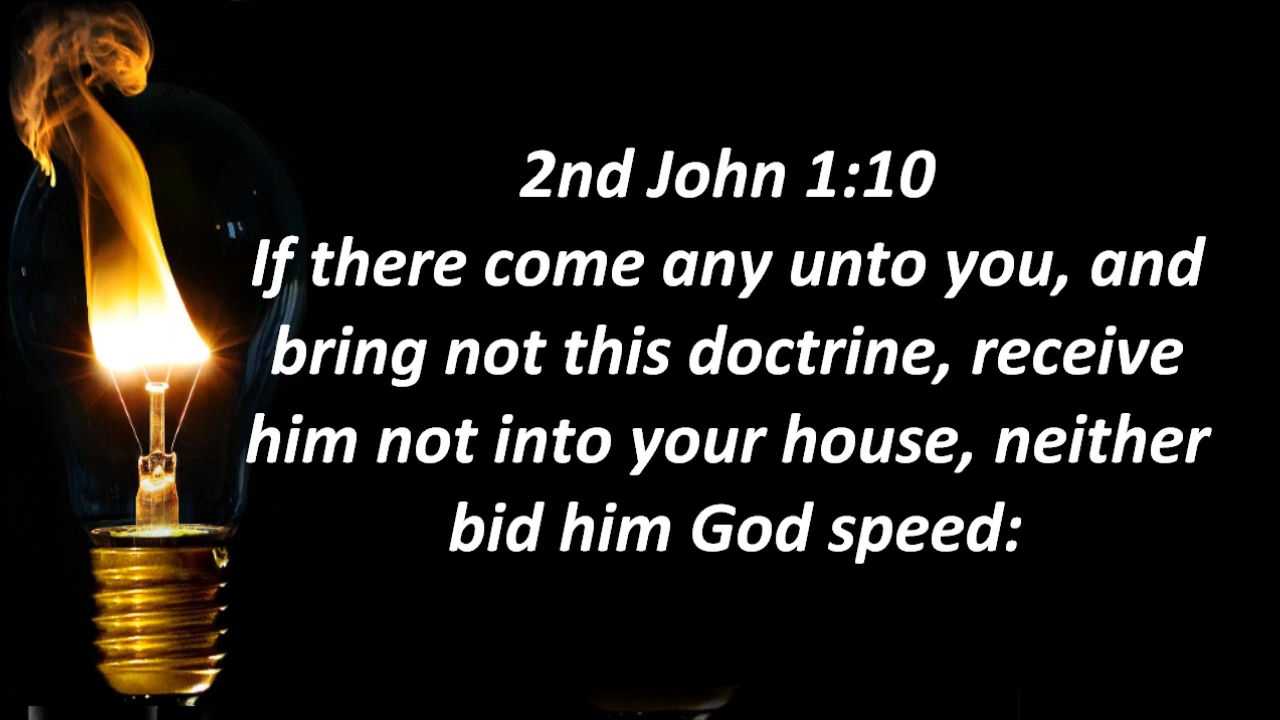 2nd John 1:10
If there come any unto you, and
bring not this doctrine, receive
him not into your house, neither
bid him God speed: